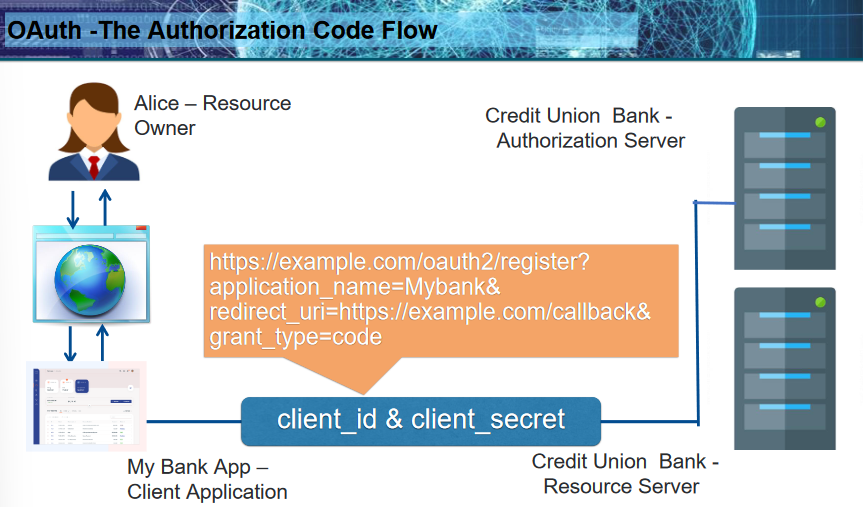 OAuth -The Authorization Code Flow
Alice – Resource
Owner
Credit Union  Bank -
Authorization Server
https://example.com/oauth2/register?
application_name=Mybank&
redirect_uri=https://example.com/callback&
grant_type=code
client_id & client_secret
My Bank App –
Client Application
Credit Union  Bank -
Resource Server